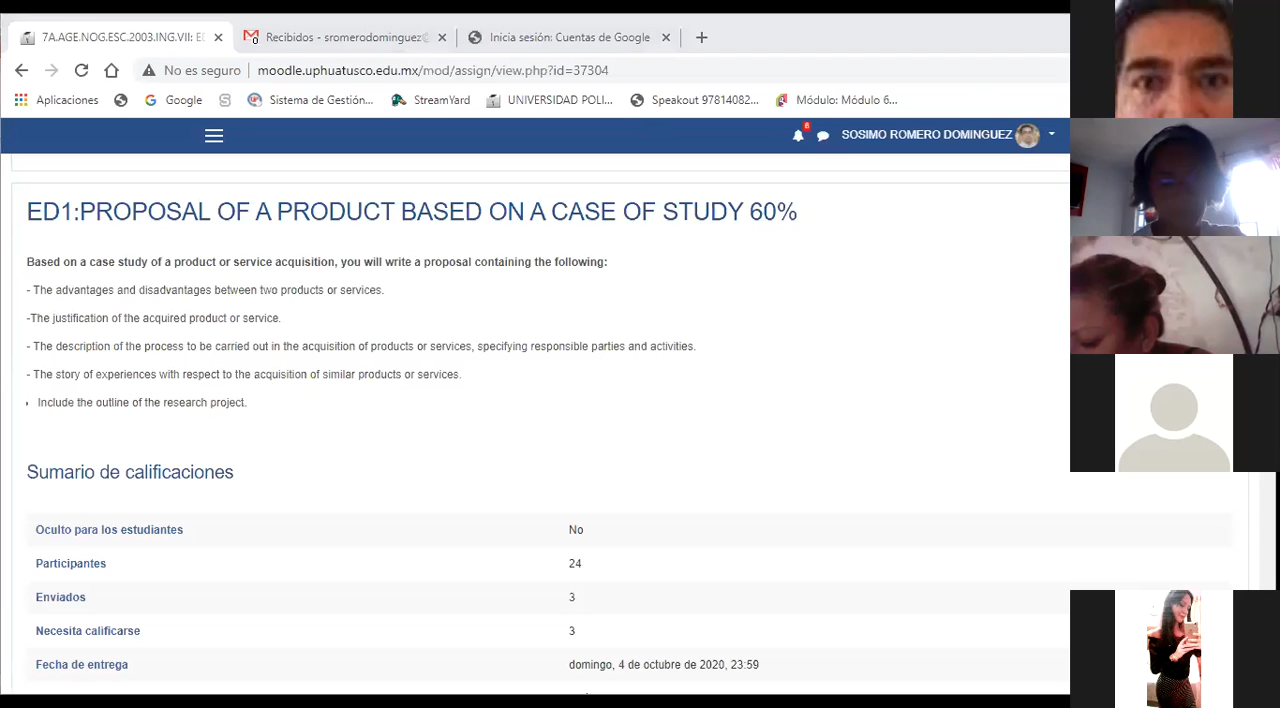 7A.AGE.NOG.ESC.2003.ING.VII: E
Recibidos - sromerodominguez
Inicia sesión: Cuentas de Google
No es seguro
moodle.uphuatusco.edu.mx/mod/assign/view.php?id=37304
Aplicaciones
Google
Sistema de Gestión...
StreamYard
UNIVERSIDAD POLI...
Speakout 97814082...
Módulo: Módulo 6...
SOSIMO ROMERO DOMINGUEZ
ED1:PROPOSAL OF A PRODUCT BASED ON A CASE OF STUDY 60%
Based on a case study of a product or service acquisition, you will write a proposal containing the following:
- The advantages and disadvantages between two products or services.
-The justification of the acquired product or service.
- The description of the process to be carried out in the acquisition of products or services, specifying responsible parties and activities.
- The story of experiences with respect to the acquisition of similar products or services.
Include the outline of the research project.
Sumario de calificaciones
Oculto para los estudiantes No
Participantes 24
Enviados 3
Necesita calificarse 3
Fecha de entrega domingo, 4 de octubre de 2020, 23:59